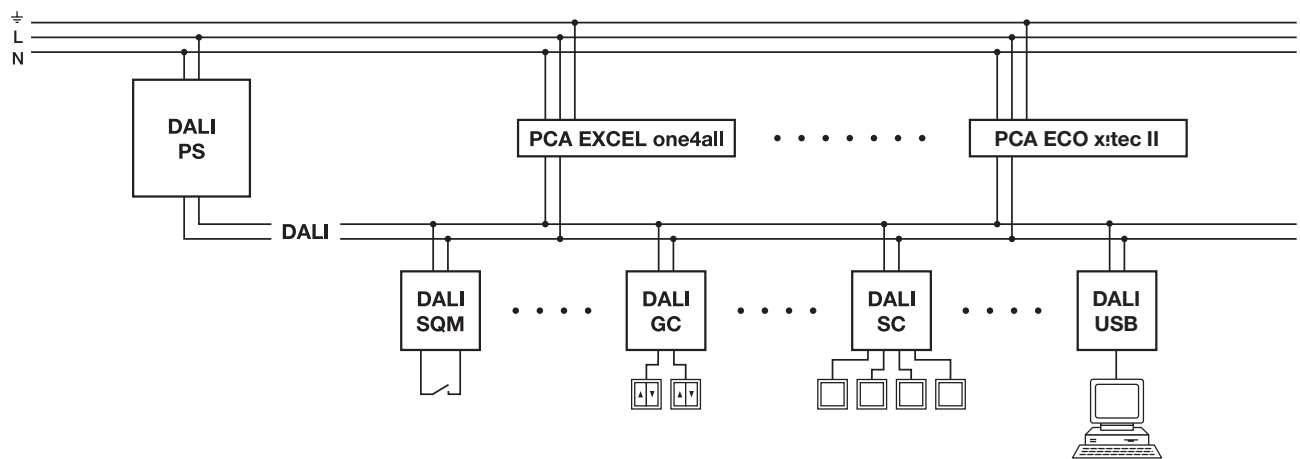 L
N
DALI
PS
PCA EXCEL one4all
PCA ECO x!tec II
DALI
DALI
SQM
DALI
GC
DALI
SC
DALI
USB